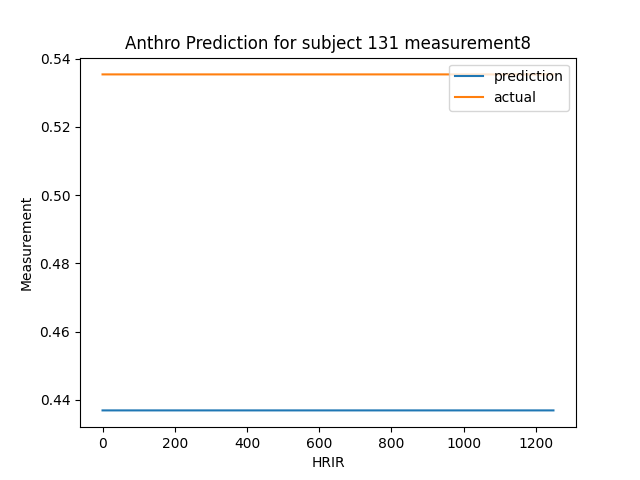 Anthro Prediction for subject 131 measurement8
prediction
actual
0.54
0.52
0.50
0.48
0.46
0.44
Measurement
0
200
400
600
800
1000
1200
HRIR